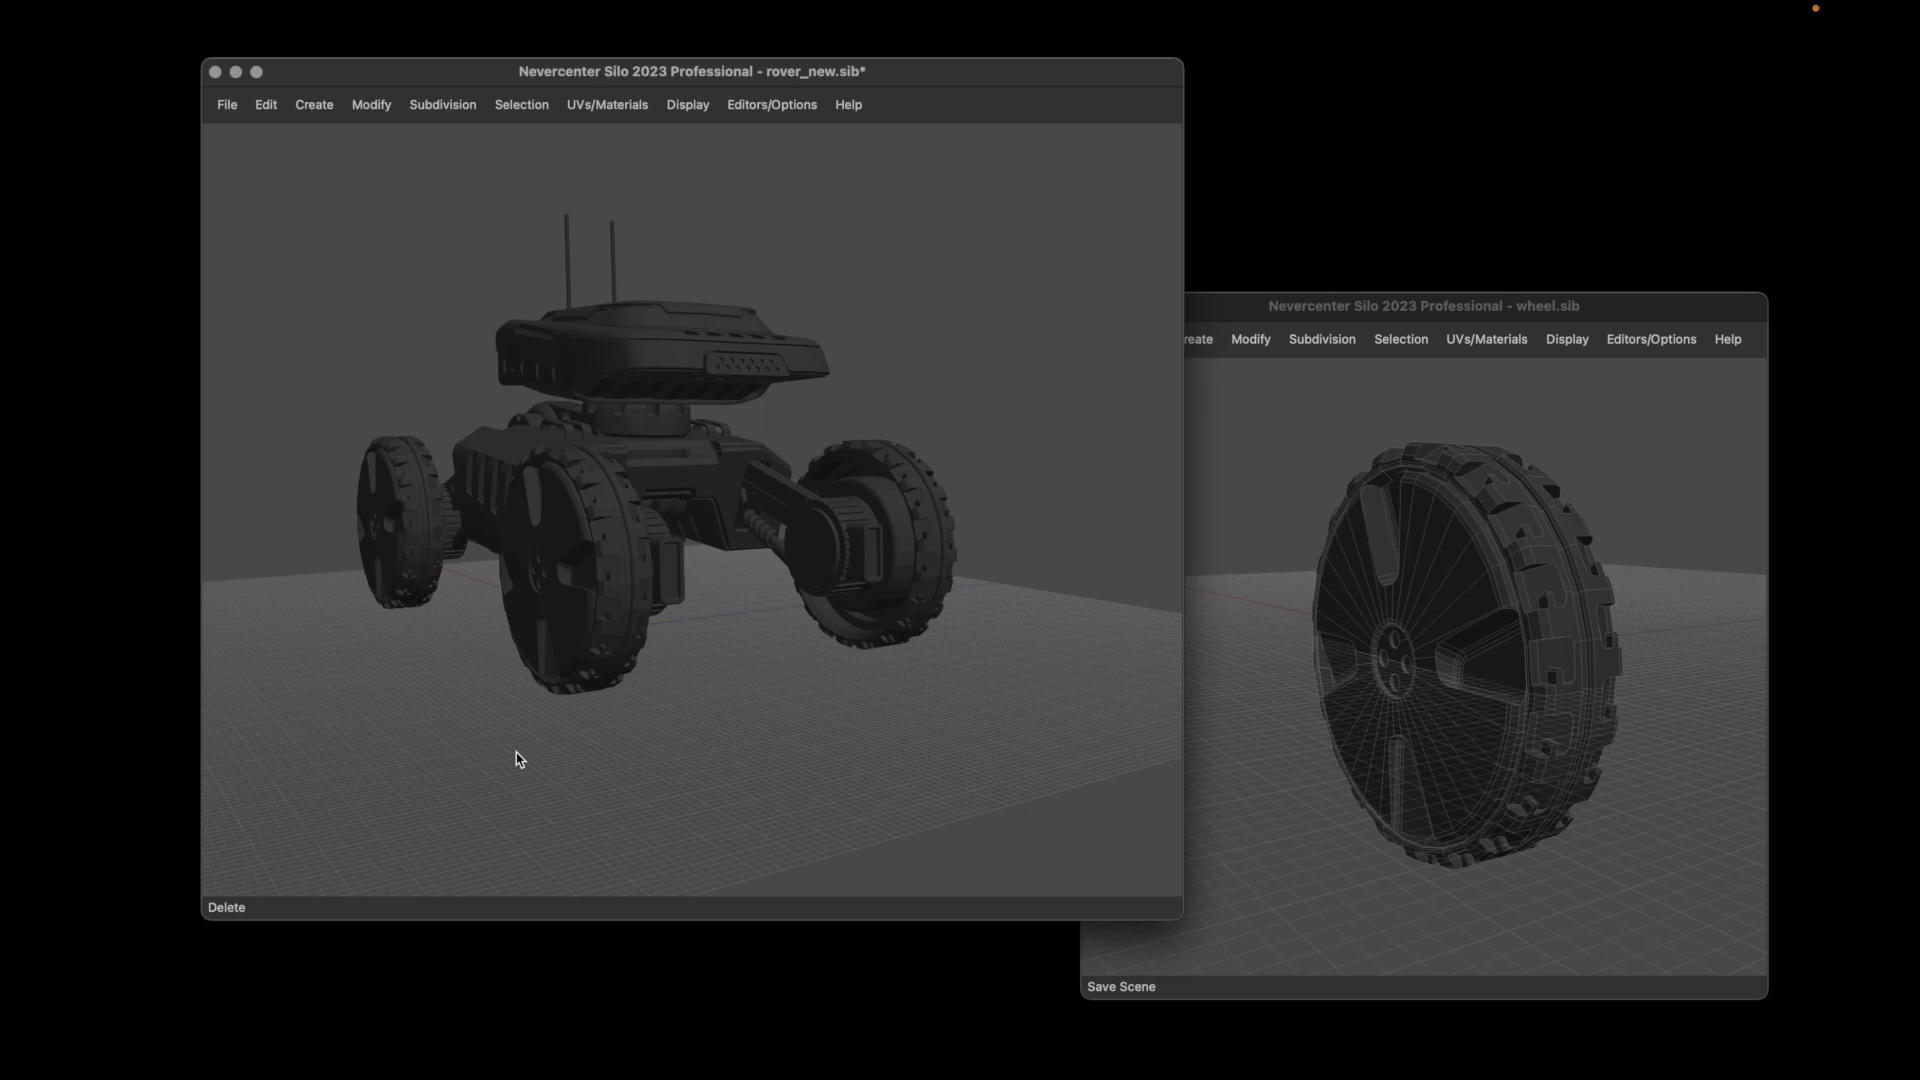 Nevercenter Silo 2023 Professional - rover_new.sib*
File Edit Create Modify Subdivision Selection UVs/Materials Display Editors/Options Help
Delete
Nevercenter Silo 2023 Professional - wheel.sib
reate Modify Subdivision Selection UVs/Materials Display Editors/Options Help
Save Scene